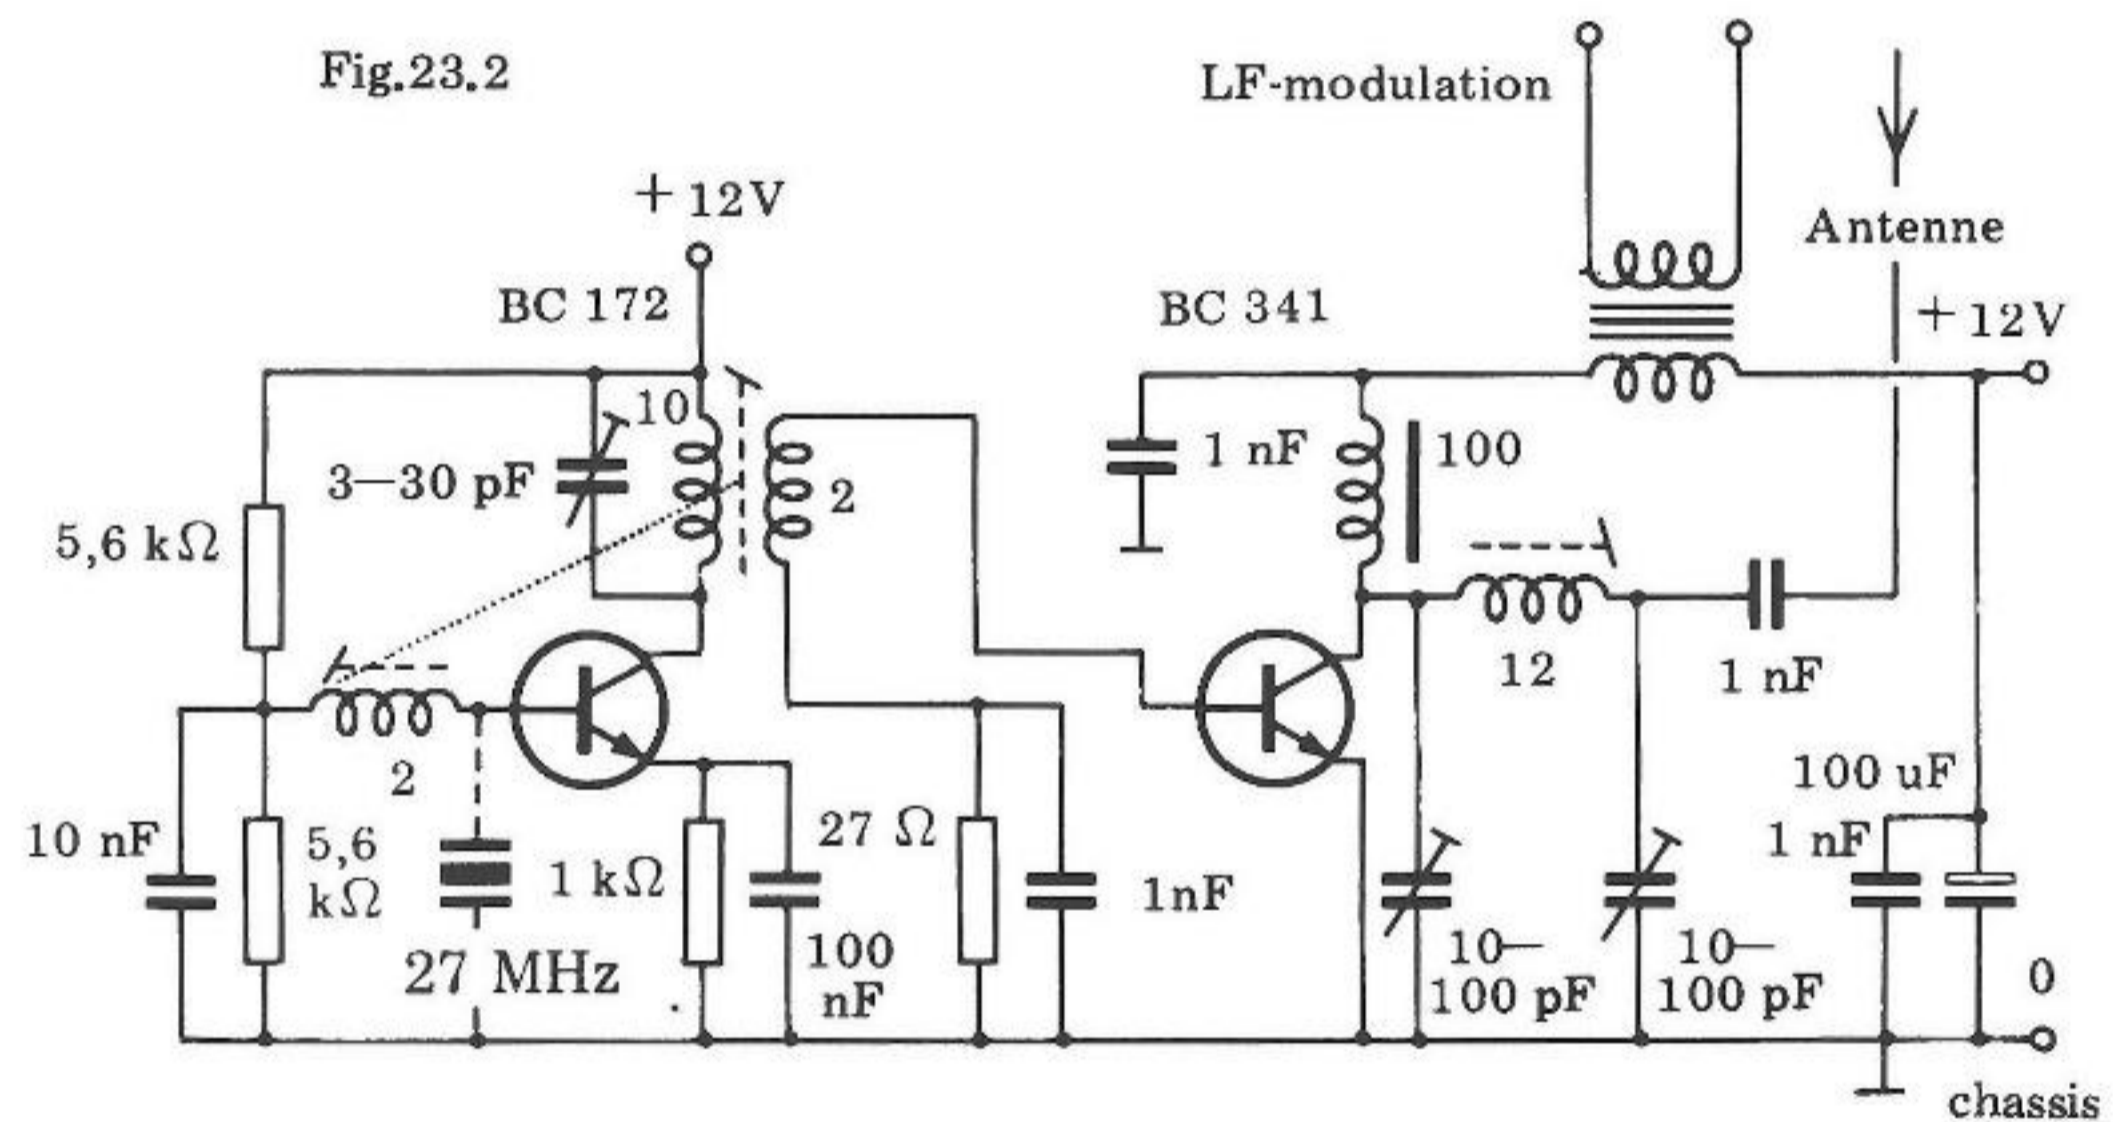 Fig.23.2
LF-modulation
+12V
Antenne
BC 172
BC 341
+12V
10
3–30 pF
2
1 nF
100
5,6 kΩ
12
1 nF
2
100 uF
10 nF
5,6
kΩ
1 kΩ
27 Ω
1nF
1 nF
27 MHz
100
nF
10–
100 pF
10–
100 pF
0
chassis